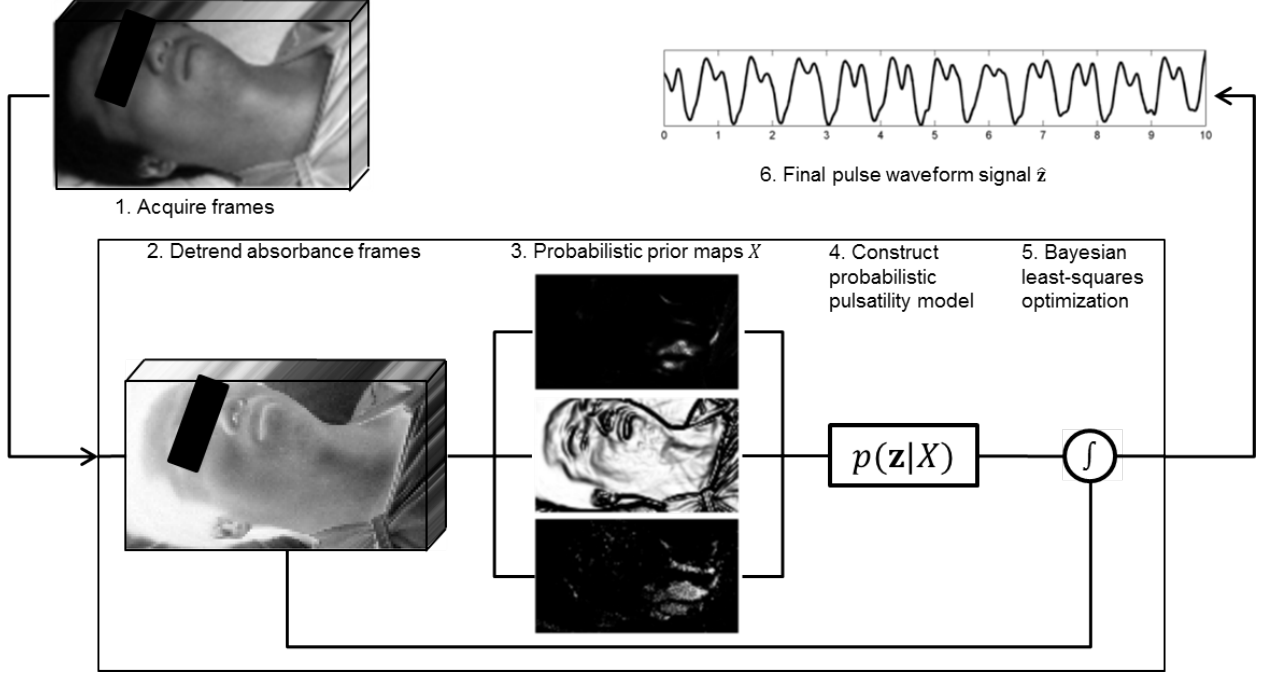 0 1 2 3 4 5 6 7 8 9 10
6. Final pulse waveform signal ẑ
1. Acquire frames
2. Detrend absorbance frames
3. Probabilistic prior maps X
4. Construct
probabilistic
pulsatility model
5. Bayesian
least-squares
optimization
p(z|X)
∫